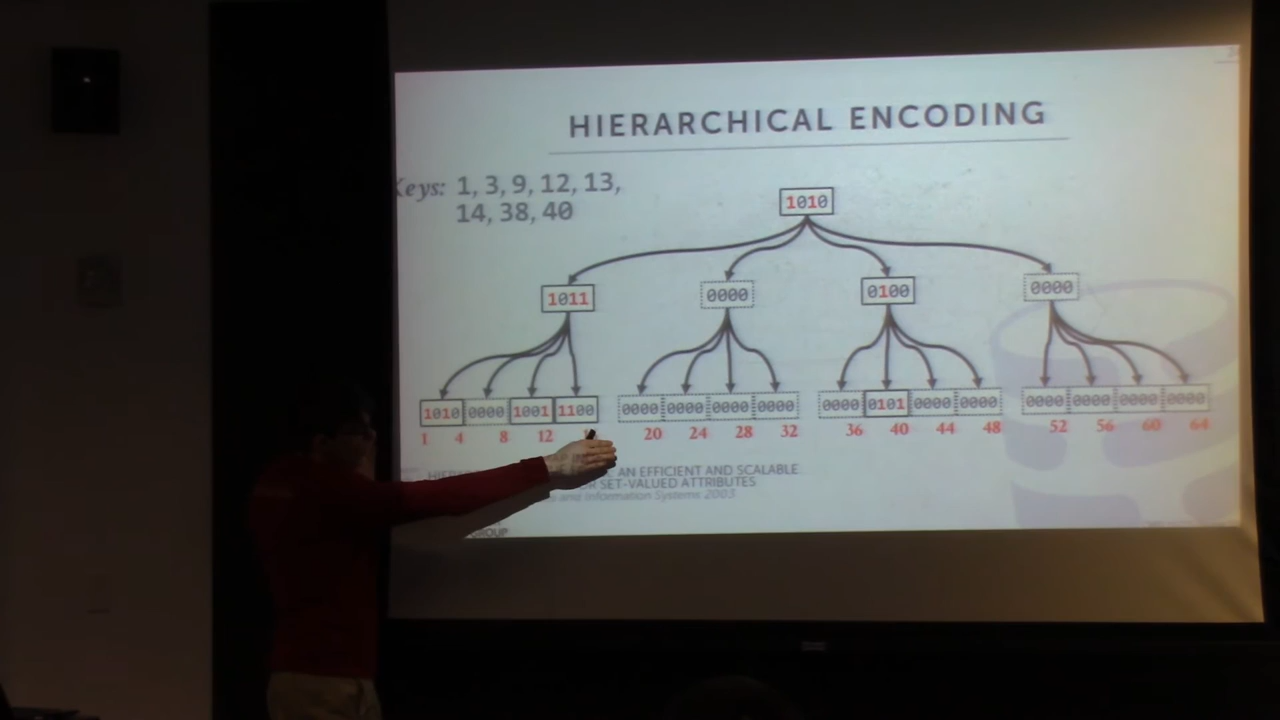 HIERARCHICAL ENCODING
Keys: 1, 3, 9, 12, 13,
14, 38, 40
1010
1011 0000 0100 0000
1010 0000 1001 1100 0000 0000 0000 0000 0000 0101 0000 0000 0000 0000 0000 0000
1 4 8 12 20 24 28 32 36 40 44 48 52 56 60 64
AN EFFICIENT AND SCALABLE
SET-VALUED ATTRIBUTES
and Information Systems 2003
GROUP